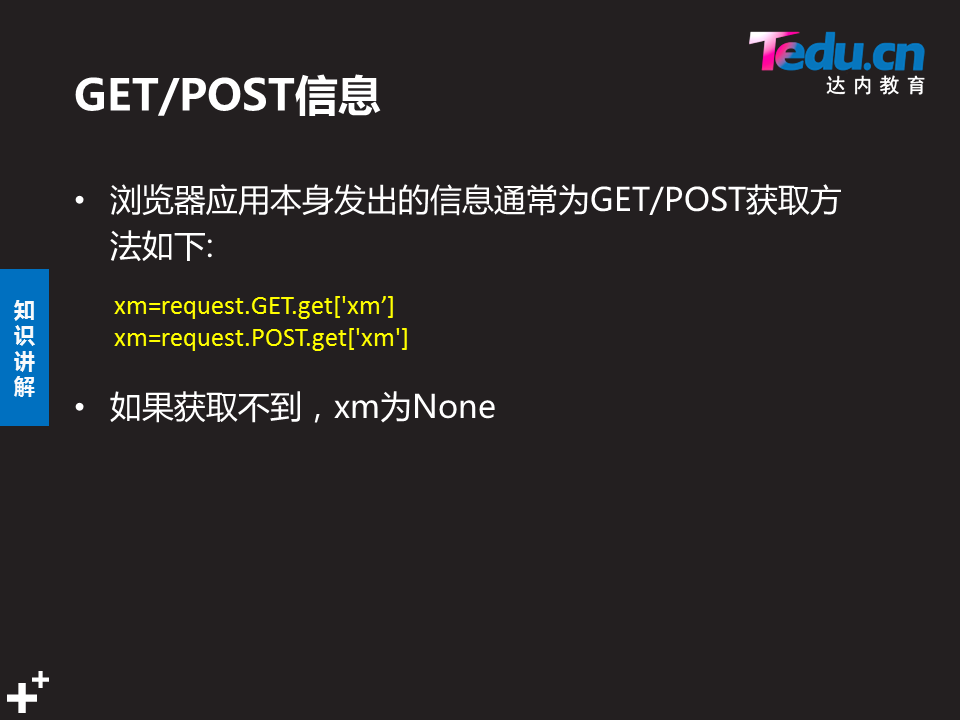 Tedu.cn
达内教育
GET/POST信息
• 浏览器应用本身发出的信息通常为GET/POST获取方
法如下:
xm=request.GET.get['xm’]
xm=request.POST.get['xm']
• 如果获取不到，xm为None
知
识
讲
解